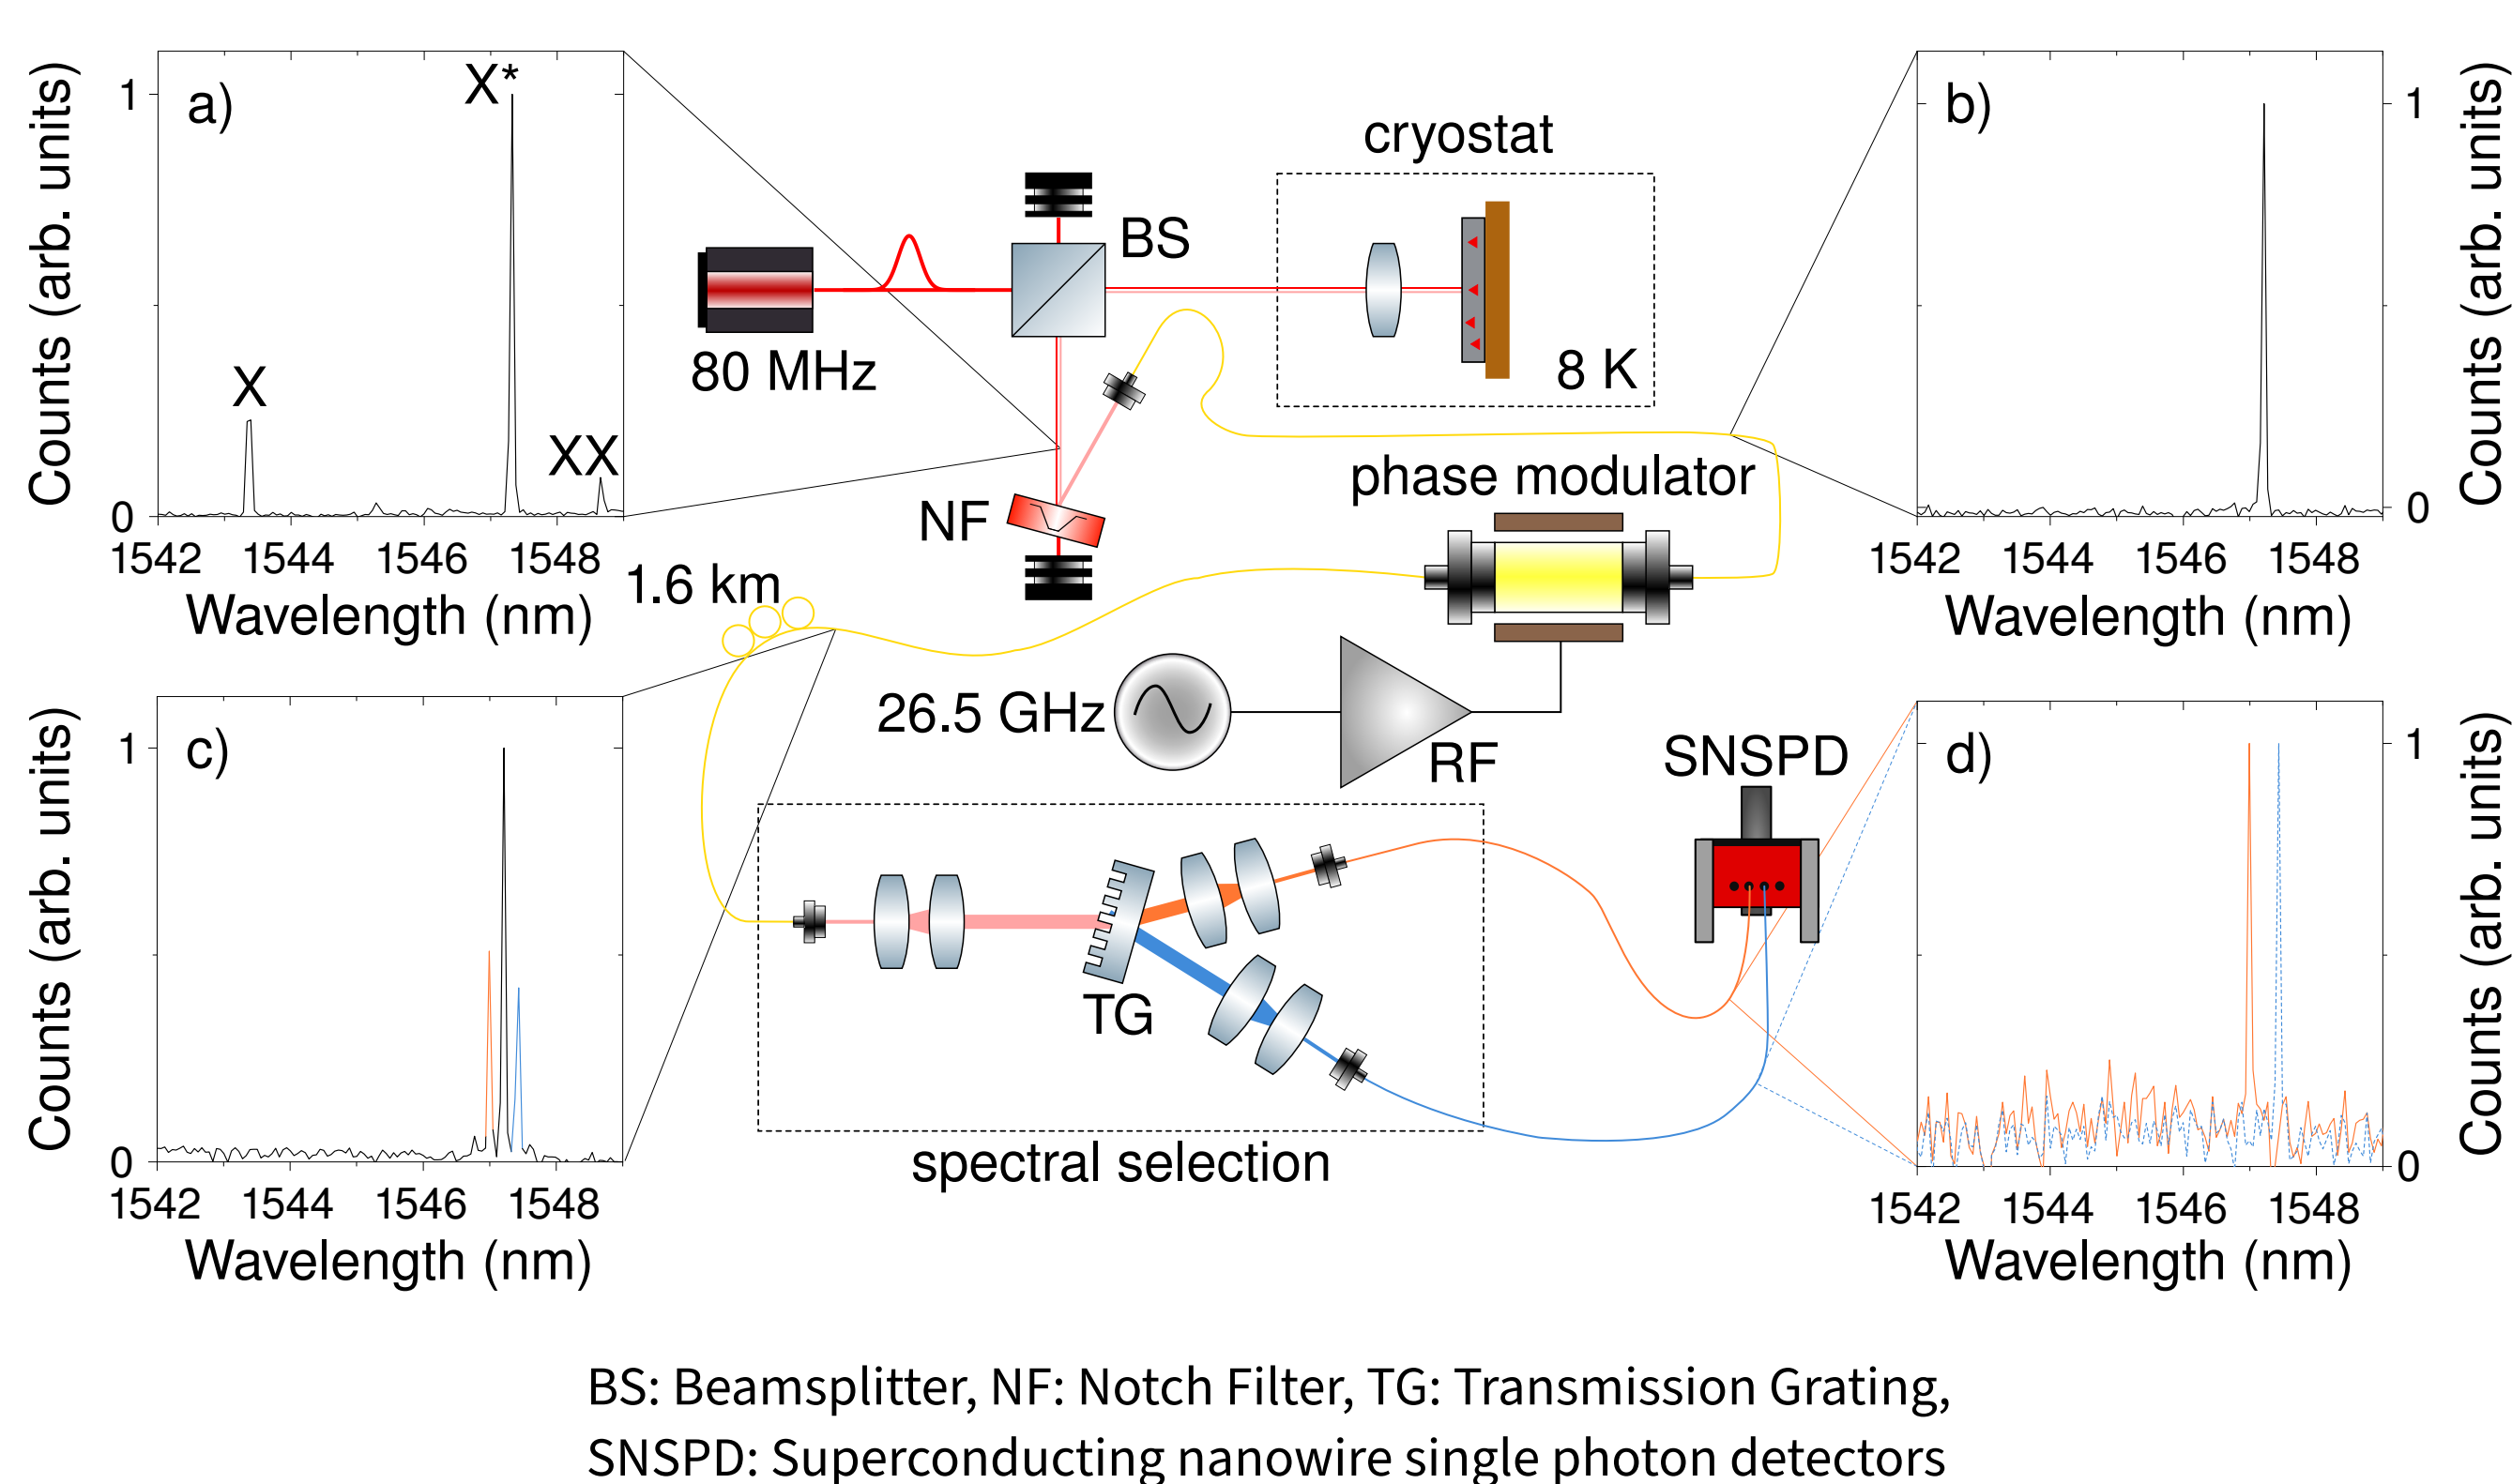 a)
X*
X
XX
1
0
1542 1544 1546 1548
Wavelength (nm)
Counts (arb. units)
80 MHz
BS
cryostat
8 K
NF
b)
1
0
1542 1544 1546 1548
Wavelength (nm)
Counts (arb. units)
phase modulator
1.6 km
26.5 GHz
RF
c)
1
0
1542 1544 1546 1548
Wavelength (nm)
Counts (arb. units)
TG
spectral selection
SNSPD
d)
1
0
1542 1544 1546 1548
Wavelength (nm)
Counts (arb. units)
BS: Beamsplitter, NF: Notch Filter, TG: Transmission Grating,
SNSPD: Superconducting nanowire single photon detectors